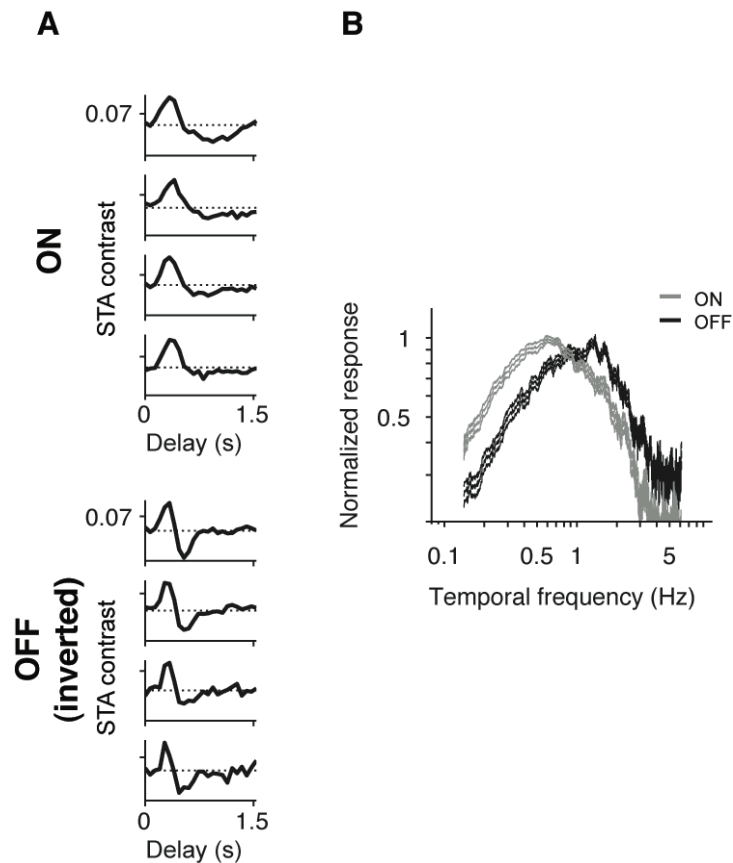 A
B
ON
STA contrast
0.07
0
1.5
Delay (s)
OFF
(inverted)
STA contrast
0.07
0
1.5
Delay (s)
ON
OFF
Normalized response
1
0.5
0.1
0.5
1
5
Temporal frequency (Hz)